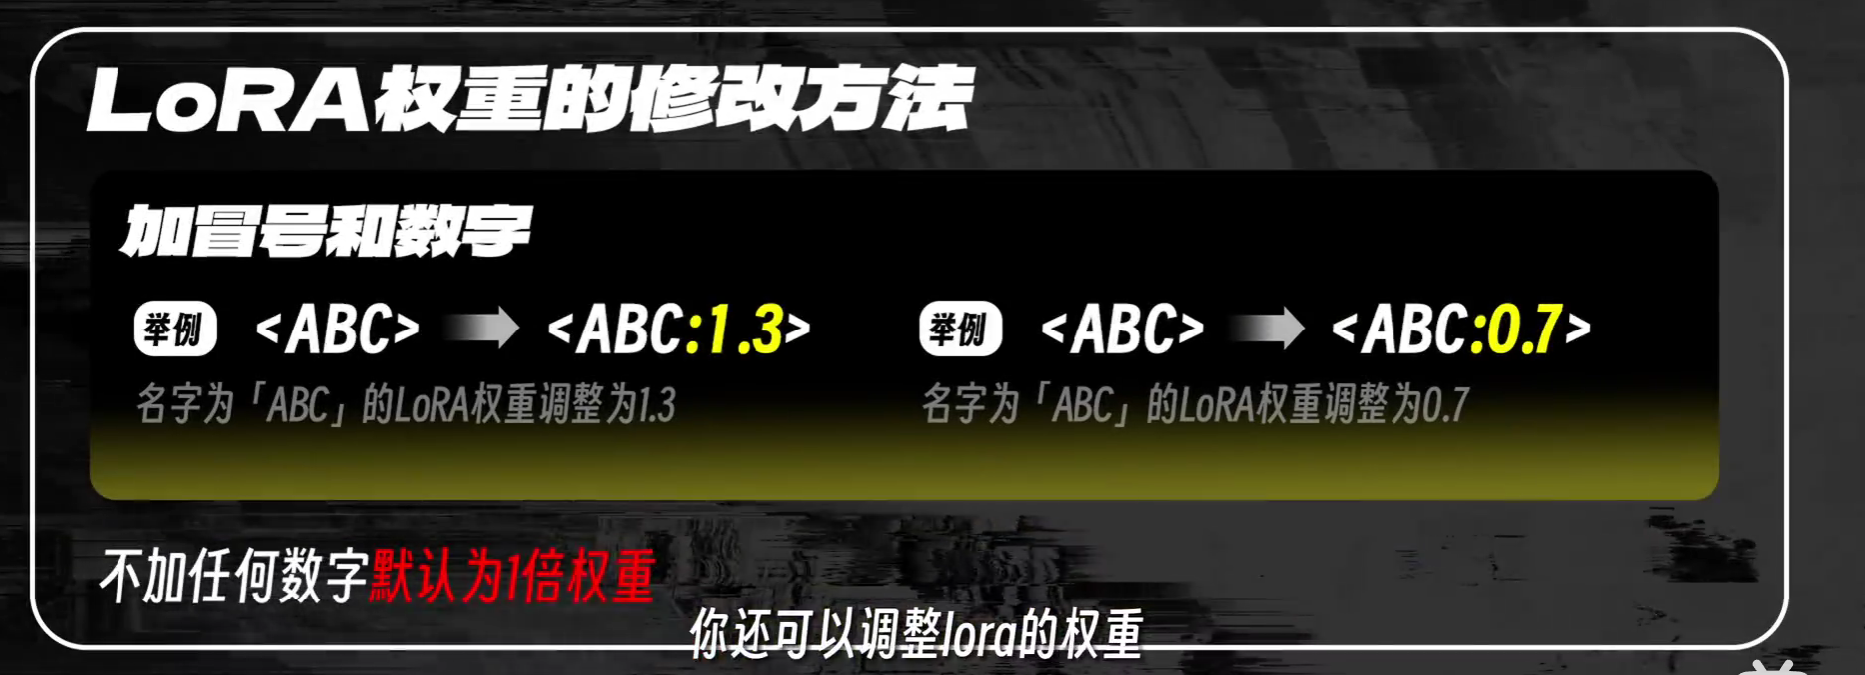 LoRA权重的修改方法
加冒号和数字
举例 <ABC> <ABC:1.3> 举例 <ABC> <ABC:0.7>
名字为「ABC」的LoRA权重调整为1.3 名字为「ABC」的LoRA权重调整为0.7
不加任何数字默认为1倍权重
你还可以调整lora的权重